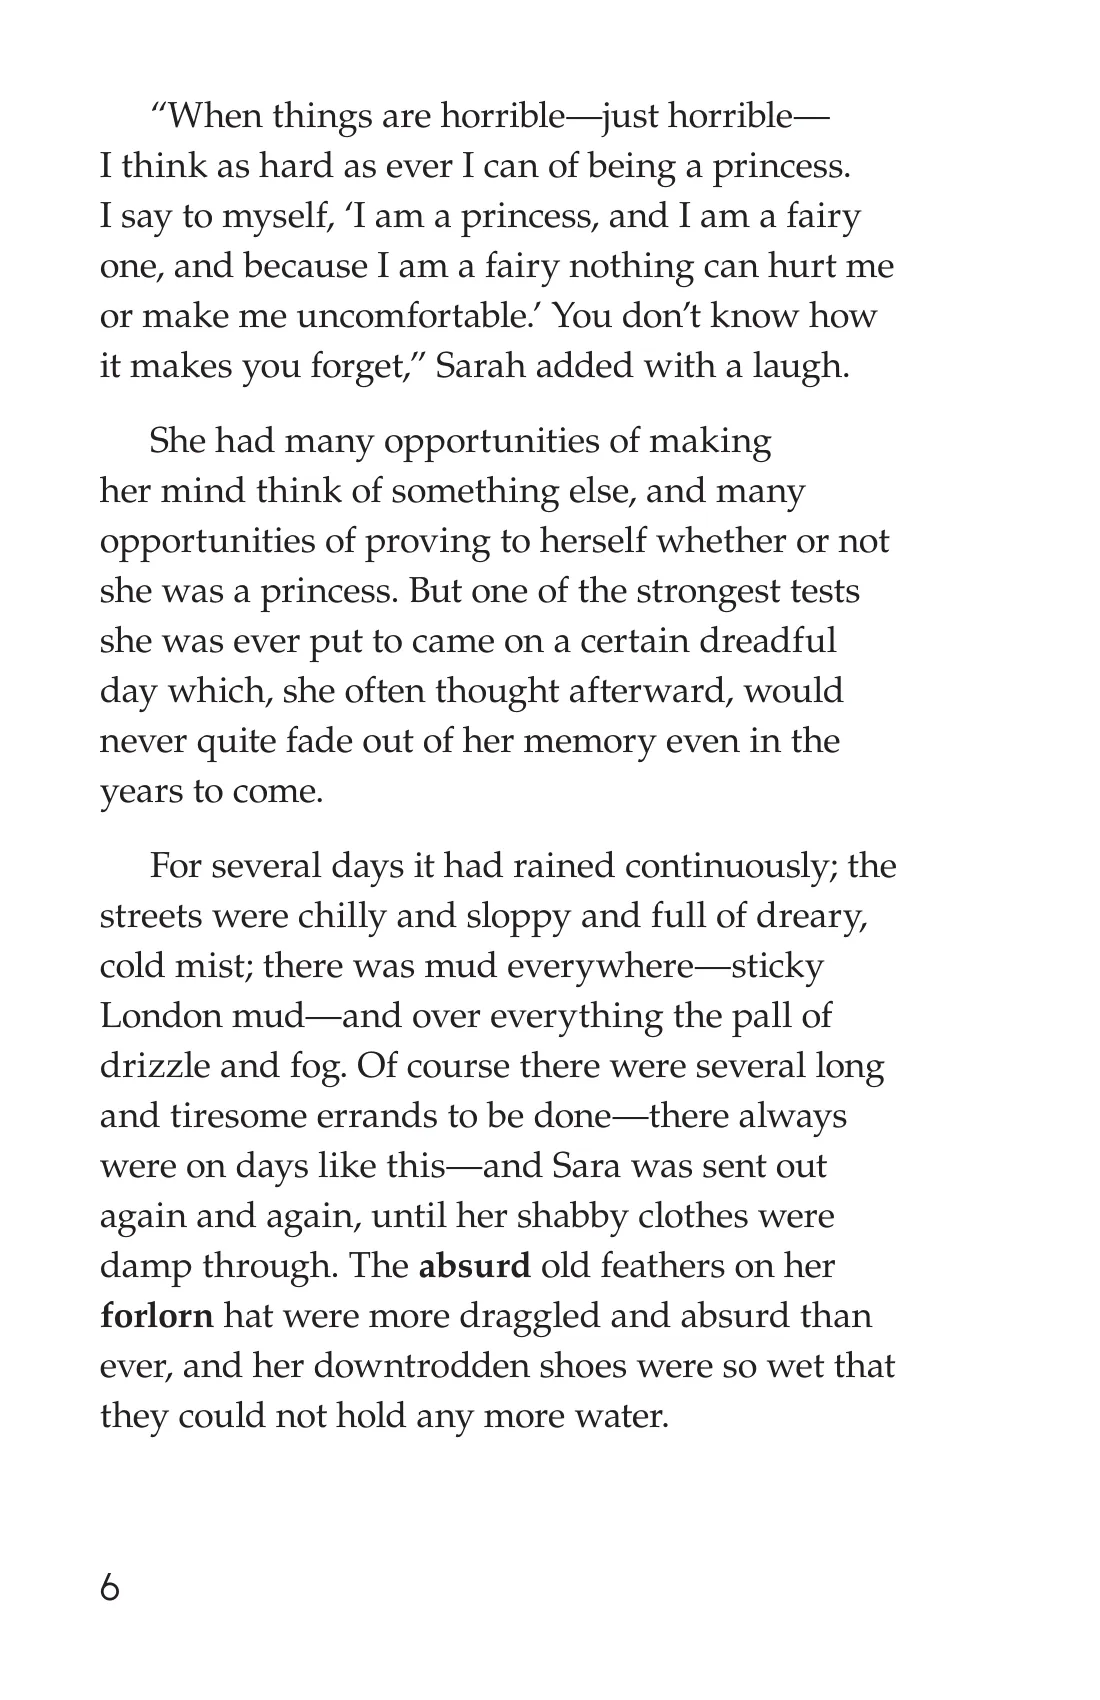 “When things are horrible—just horrible—
I think as hard as ever I can of being a princess.
I say to myself, ‘I am a princess, and I am a fairy
one, and because I am a fairy nothing can hurt me
or make me uncomfortable.’ You don’t know how
it makes you forget,” Sarah added with a laugh.
She had many opportunities of making
her mind think of something else, and many
opportunities of proving to herself whether or not
she was a princess. But one of the strongest tests
she was ever put to came on a certain dreadful
day which, she often thought afterward, would
never quite fade out of her memory even in the
years to come.
For several days it had rained continuously; the
streets were chilly and sloppy and full of dreary,
cold mist; there was mud everywhere—sticky
London mud—and over everything the pall of
drizzle and fog. Of course there were several long
and tiresome errands to be done—there always
were on days like this—and Sara was sent out
again and again, until her shabby clothes were
damp through. The absurd old feathers on her
forlorn hat were more draggled and absurd than
ever, and her downtrodden shoes were so wet that
they could not hold any more water.
6